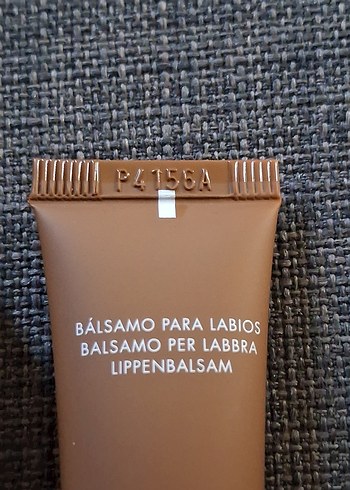 P4156A
BÁLSAMO PARA LABIOS
BALSAMO PER LABBRA
LIPPENBALSAM